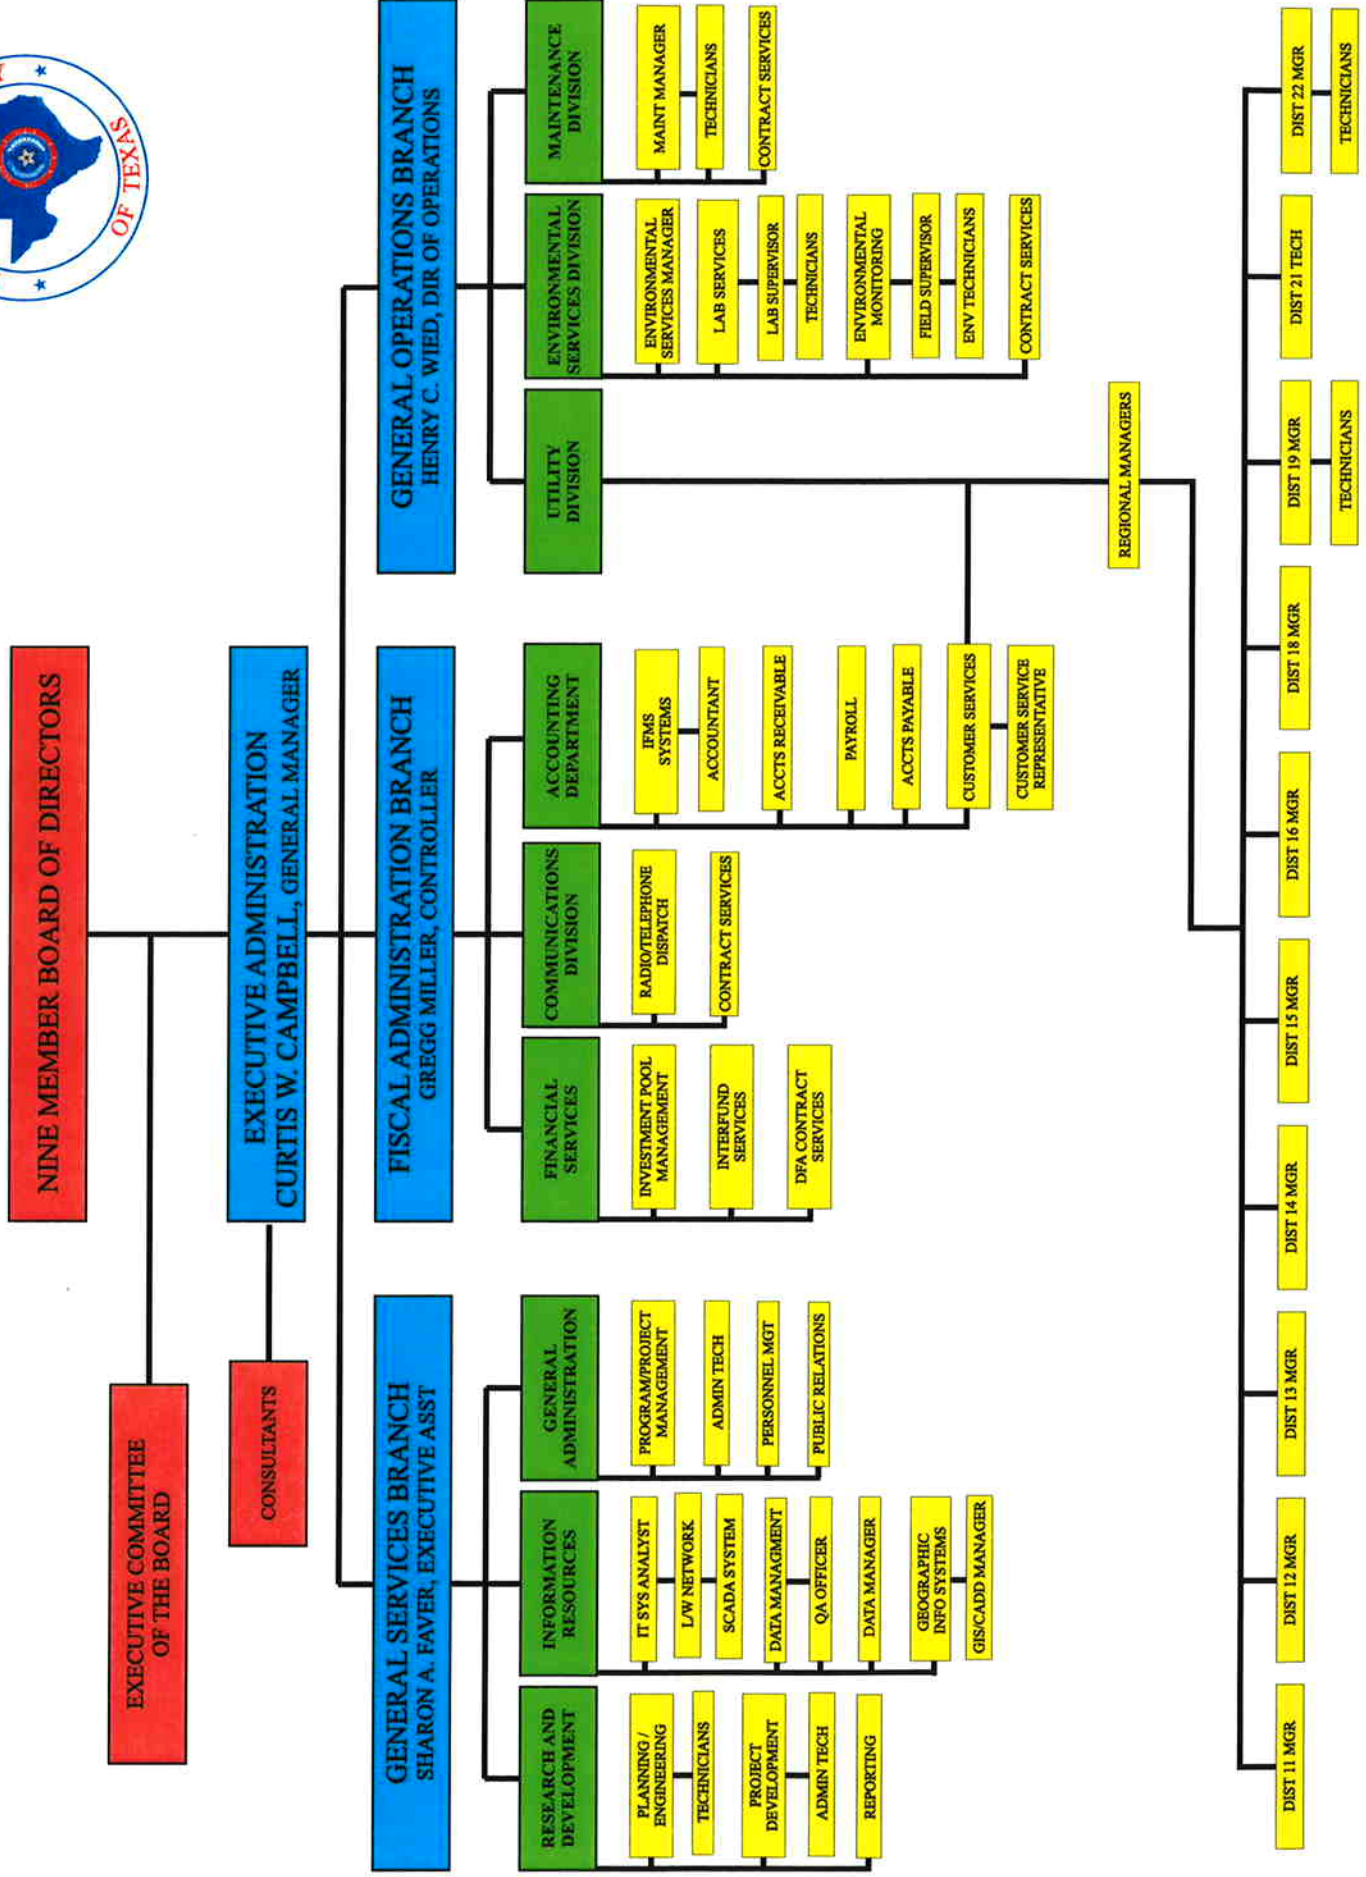 OF TEXAS
NINE MEMBER BOARD OF DIRECTORS
EXECUTIVE COMMITTEE
OF THE BOARD
EXECUTIVE ADMINISTRATION
CURTIS W. CAMPBELL, GENERAL MANAGER
CONSULTANTS
GENERAL SERVICES BRANCH
SHARON A. FAVER, EXECUTIVE ASST
FISCAL ADMINISTRATION BRANCH
GREGG MILLER, CONTROLLER
GENERAL OPERATIONS BRANCH
HENRY C. WIED, DIR OF OPERATIONS
RESEARCH AND
DEVELOPMENT
PLANNING /
ENGINEERING
TECHNICIANS
PROJECT
DEVELOPMENT
ADMIN TECH
REPORTING
INFORMATION
RESOURCES
IT SYS ANALYST
L/W NETWORK
SCADA SYSTEM
DATA MANAGMENT
QA OFFICER
DATA MANAGER
GEOGRAPHIC
INFO SYSTEMS
GIS/CADD MANAGER
GENERAL
ADMINISTRATION
PROGRAM/PROJECT
MANAGEMENT
ADMIN TECH
PERSONNEL MGT
PUBLIC RELATIONS
FINANCIAL
SERVICES
INVESTMENT POOL
MANAGEMENT
INTERFUND
SERVICES
DFA CONTRACT
SERVICES
COMMUNICATIONS
DIVISION
RADIO/TELEPHONE
DISPATCH
CONTRACT SERVICES
ACCOUNTING
DEPARTMENT
IFMS
SYSTEMS
ACCOUNTANT
ACCTS RECEIVABLE
PAYROLL
ACCTS PAYABLE
CUSTOMER SERVICES
CUSTOMER SERVICE
REPRESENTATIVE
UTILITY
DIVISION
ENVIRONMENTAL
SERVICES DIVISION
ENVIRONMENTAL
SERVICES MANAGER
LAB SERVICES
LAB SUPERVISOR
TECHNICIANS
ENVIRONMENTAL
MONITORING
FIELD SUPERVISOR
ENV TECHNICIANS
CONTRACT SERVICES
MAINTENANCE
DIVISION
MAINT MANAGER
TECHNICIANS
CONTRACT SERVICES
REGIONAL MANAGERS
DIST 11 MGR
DIST 12 MGR
DIST 13 MGR
DIST 14 MGR
DIST 15 MGR
DIST 16 MGR
DIST 18 MGR
DIST 19 MGR
TECHNICIANS
DIST 21 TECH
DIST 22 MGR
TECHNICIANS